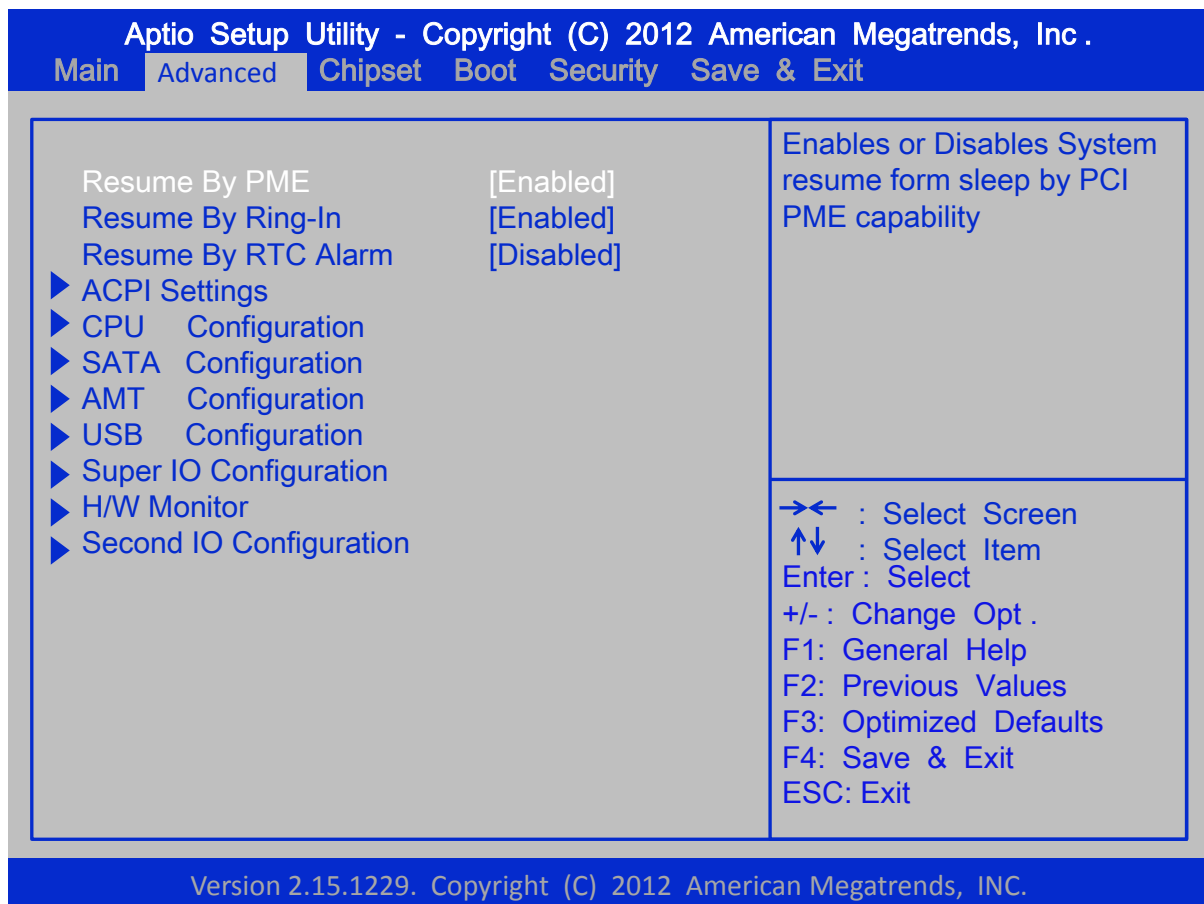 Aptio Setup Utility - Copyright (C) 2012 American Megatrends, Inc .
Main Advanced Chipset Boot Security Save & Exit
Resume By PME [Enabled]
Resume By Ring-In [Enabled]
Resume By RTC Alarm [Disabled]
ACPI Settings
CPU Configuration
SATA Configuration
AMT Configuration
USB Configuration
Super IO Configuration
H/W Monitor
Second IO Configuration
Enables or Disables System
resume form sleep by PCI
PME capability
→← : Select Screen
↑↓ : Select Item
Enter : Select
+/- : Change Opt .
F1: General Help
F2: Previous Values
F3: Optimized Defaults
F4: Save & Exit
ESC: Exit
Version 2.15.1229. Copyright (C) 2012 American Megatrends, INC.